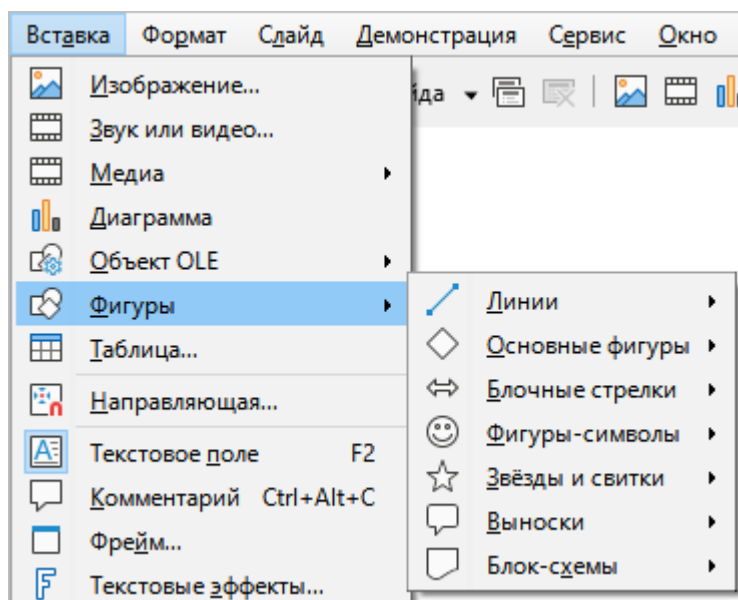 Вставка Формат Слайд Демонстрация Сервис Окно
Изображение...
Звук или видео...
Медиа
Диаграмма
Объект OLE
Фигуры
Таблица...
Направляющая...
Текстовое поле F2
Комментарий Ctrl+Alt+C
Фрейм...
Текстовые эффекты...
Линии
Основные фигуры
Блочные стрелки
Фигуры-символы
Звёзды и свитки
Выноски
Блок-схемы